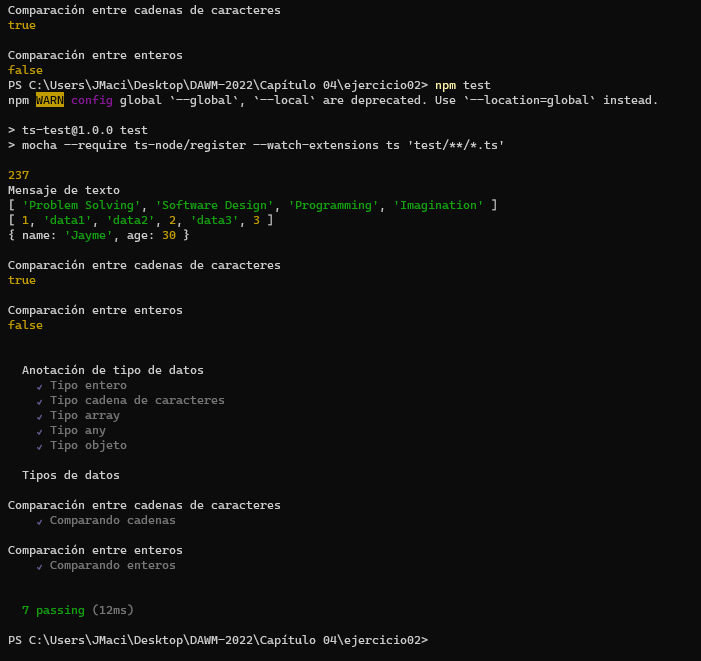 Comparación entre cadenas de caracteres
true
Comparación entre enteros
false
PS C:\Users\JMaci\Desktop\DAWM-2022\Capítulo 04\ejercicio02> npm test
npm WARN config global `--global`, `--local` are deprecated. Use `--location=global` instead.
> ts-test@1.0.0 test
> mocha --require ts-node/register --watch-extensions ts 'test/**/*.ts'
237
Mensaje de texto
[ 'Problem Solving', 'Software Design', 'Programming', 'Imagination' ]
[ 1, 'data1', 'data2', 2, 'data3', 3 ]
{ name: 'Jayme', age: 30 }
Comparación entre cadenas de caracteres
true
Comparación entre enteros
false
Anotación de tipo de datos
✓ Tipo entero
✓ Tipo cadena de caracteres
✓ Tipo array
✓ Tipo any
✓ Tipo objeto
Tipos de datos
Comparación entre cadenas de caracteres
✓ Comparando cadenas
Comparación entre enteros
✓ Comparando enteros
7 passing (12ms)
PS C:\Users\JMaci\Desktop\DAWM-2022\Capítulo 04\ejercicio02>